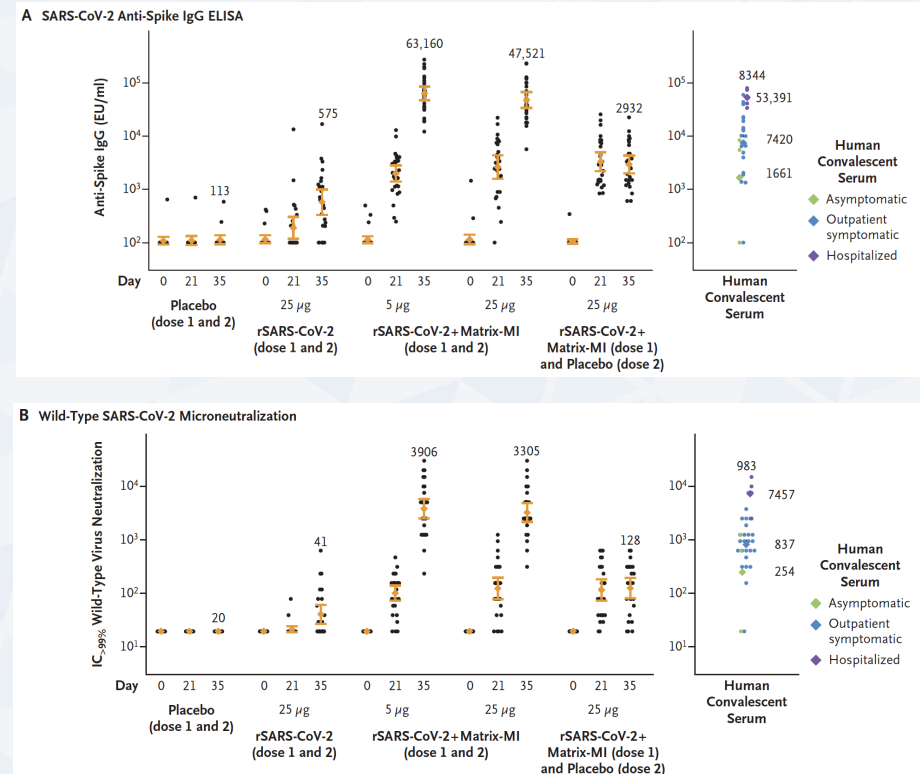 A SARS-CoV-2 Anti-Spike IgG ELISA
Anti-Spike IgG (EU/ml)
10⁵
10⁴
10³
10²
113
575
63,160
47,521
2932
Day 0 21 35 0 21 35 0 21 35 0 21 35 0 21 35
25 µg 5 µg 25 µg 25 µg
Placebo
(dose 1 and 2)
rSARS-CoV-2
(dose 1 and 2)
rSARS-CoV-2+Matrix-MI
(dose 1 and 2)
rSARS-CoV-2+
Matrix-MI (dose 1)
and Placebo (dose 2)
10⁵
10⁴
10³
10²
8344
53,391
7420
1661
Human
Convalescent
Serum
Human
Convalescent
Serum
Asymptomatic
Outpatient
symptomatic
Hospitalized
B Wild-Type SARS-CoV-2 Microneutralization
IC>99% Wild-Type Virus Neutralization
10⁴
10³
10²
10¹
20
41
3906
3305
128
Day 0 21 35 0 21 35 0 21 35 0 21 35 0 21 35
25 µg 5 µg 25 µg 25 µg
Placebo
(dose 1 and 2)
rSARS-CoV-2
(dose 1 and 2)
rSARS-CoV-2+Matrix-MI
(dose 1 and 2)
rSARS-CoV-2+
Matrix-MI (dose 1)
and Placebo (dose 2)
10⁴
10³
10²
10¹
983
7457
837
254
Human
Convalescent
Serum
Human
Convalescent
Serum
Asymptomatic
Outpatient
symptomatic
Hospitalized